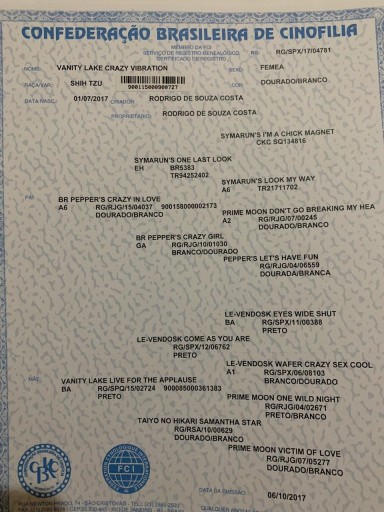 CONFEDERAÇÃO BRASILEIRA DE CINOFILIA
MEMBRO DA FCI
SERVIÇO DE REGISTRO GENEALÓGICO
CERTIFICADO DE REGISTRO
RG: RG/SPX/17/04781
NOME: VANITY LAKE CRAZY VIBRATION SEXO: FEMEA
RAÇA/VAR. SHIH TZU COR: DOURADO/BRANCO
900115000900727
DATA NASC. 01/07/2017 CRIADOR RODRIGO DE SOUZA COSTA
PROPRIETÁRIO: RODRIGO DE SOUZA COSTA
SYMARUN'S I'M A CHICK MAGNET
CKC SQ134816
SYMARUN'S ONE LAST LOOK
EH BR5383
TR94252402
SYMARUN'S LOOK MY WAY
A6 TR21711702
PAI: BR PEPPER'S CRAZY IN LOVE
A6 RG/RJG/15/04037 900158000002173
DOURADO/BRANCO
PRIME MOON DON'T GO BREAKING MY HEA
A2 RG/RJG/07/00245
DOURADO/BRANCO
BR PEPPER'S CRAZY GIRL
GA RG/RJG/10/01030
BRANCO/DOURADO
PEPPER'S LET'S HAVE FUN
RG/RJG/04/06559
DOURADA/BRANCA
LE-VENDOSK EYES WIDE SHUT
BA RG/SPX/11/00388
PRETO
LE-VENDOSK COME AS YOU ARE
RG/SPX/12/06762
PRETO
LE-VENDOSK WAFER CRAZY SEX COOL
A1 RG/SPX/06/08103
BRANCO/DOURADO
MÃE: VANITY LAKE LIVE FOR THE APPLAUSE
BA RG/SPQ/15/02724 900085000361383
PRETO
PRIME MOON ONE WILD NIGHT
RG/RJG/04/02671
PRETO/BRANCO
TAIYO NO HIKARI SAMANTHA STAR
RG/RSA/10/00629
DOURADO/BRANCO
PRIME MOON VICTIM OF LOVE
RG/RJG/07/05277
DOURADO/BRANCO
CBKC
FCI
DATA DA EMISSÃO
06/10/2017